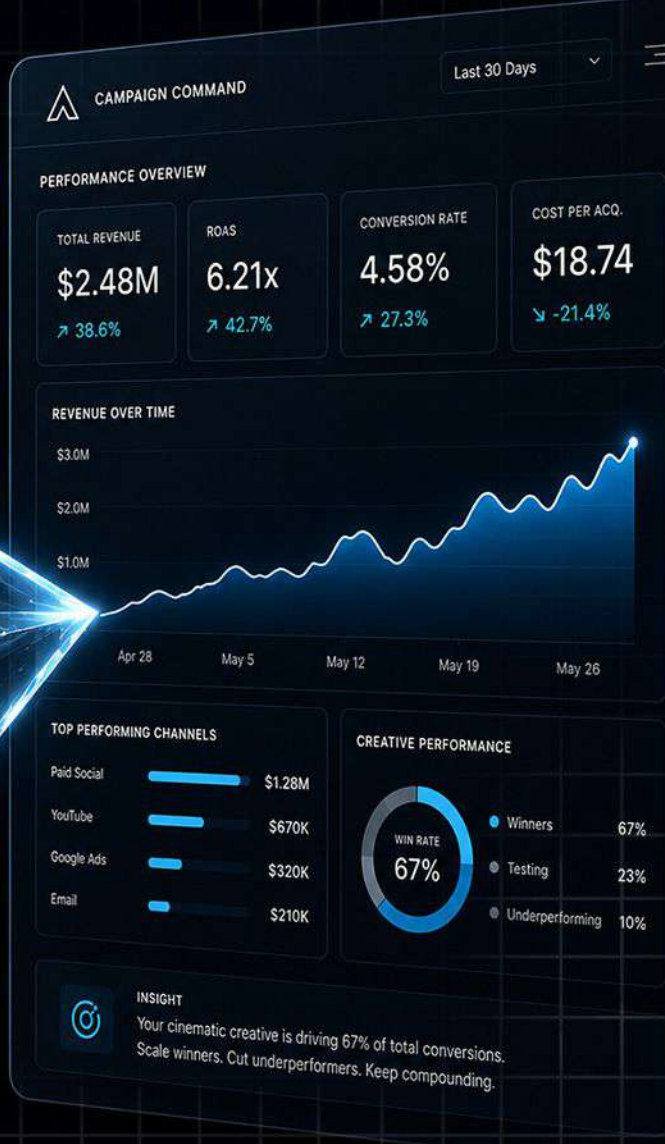 CAMPAIGN COMMAND
Last 30 Days
PERFORMANCE OVERVIEW
TOTAL REVENUE
$2.48M
↗ 38.6%
ROAS
6.21x
↗ 42.7%
CONVERSION RATE
4.58%
↗ 27.3%
COST PER ACQ.
$18.74
↘ -21.4%
REVENUE OVER TIME
$3.0M
$2.0M
$1.0M
Apr 28
May 5
May 12
May 19
May 26
TOP PERFORMING CHANNELS
Paid Social $1.28M
YouTube $670K
Google Ads $320K
Email $210K
CREATIVE PERFORMANCE
WIN RATE
67%
Winners 67%
Testing 23%
Underperforming 10%
INSIGHT
Your cinematic creative is driving 67% of total conversions.
Scale winners. Cut underperformers. Keep compounding.